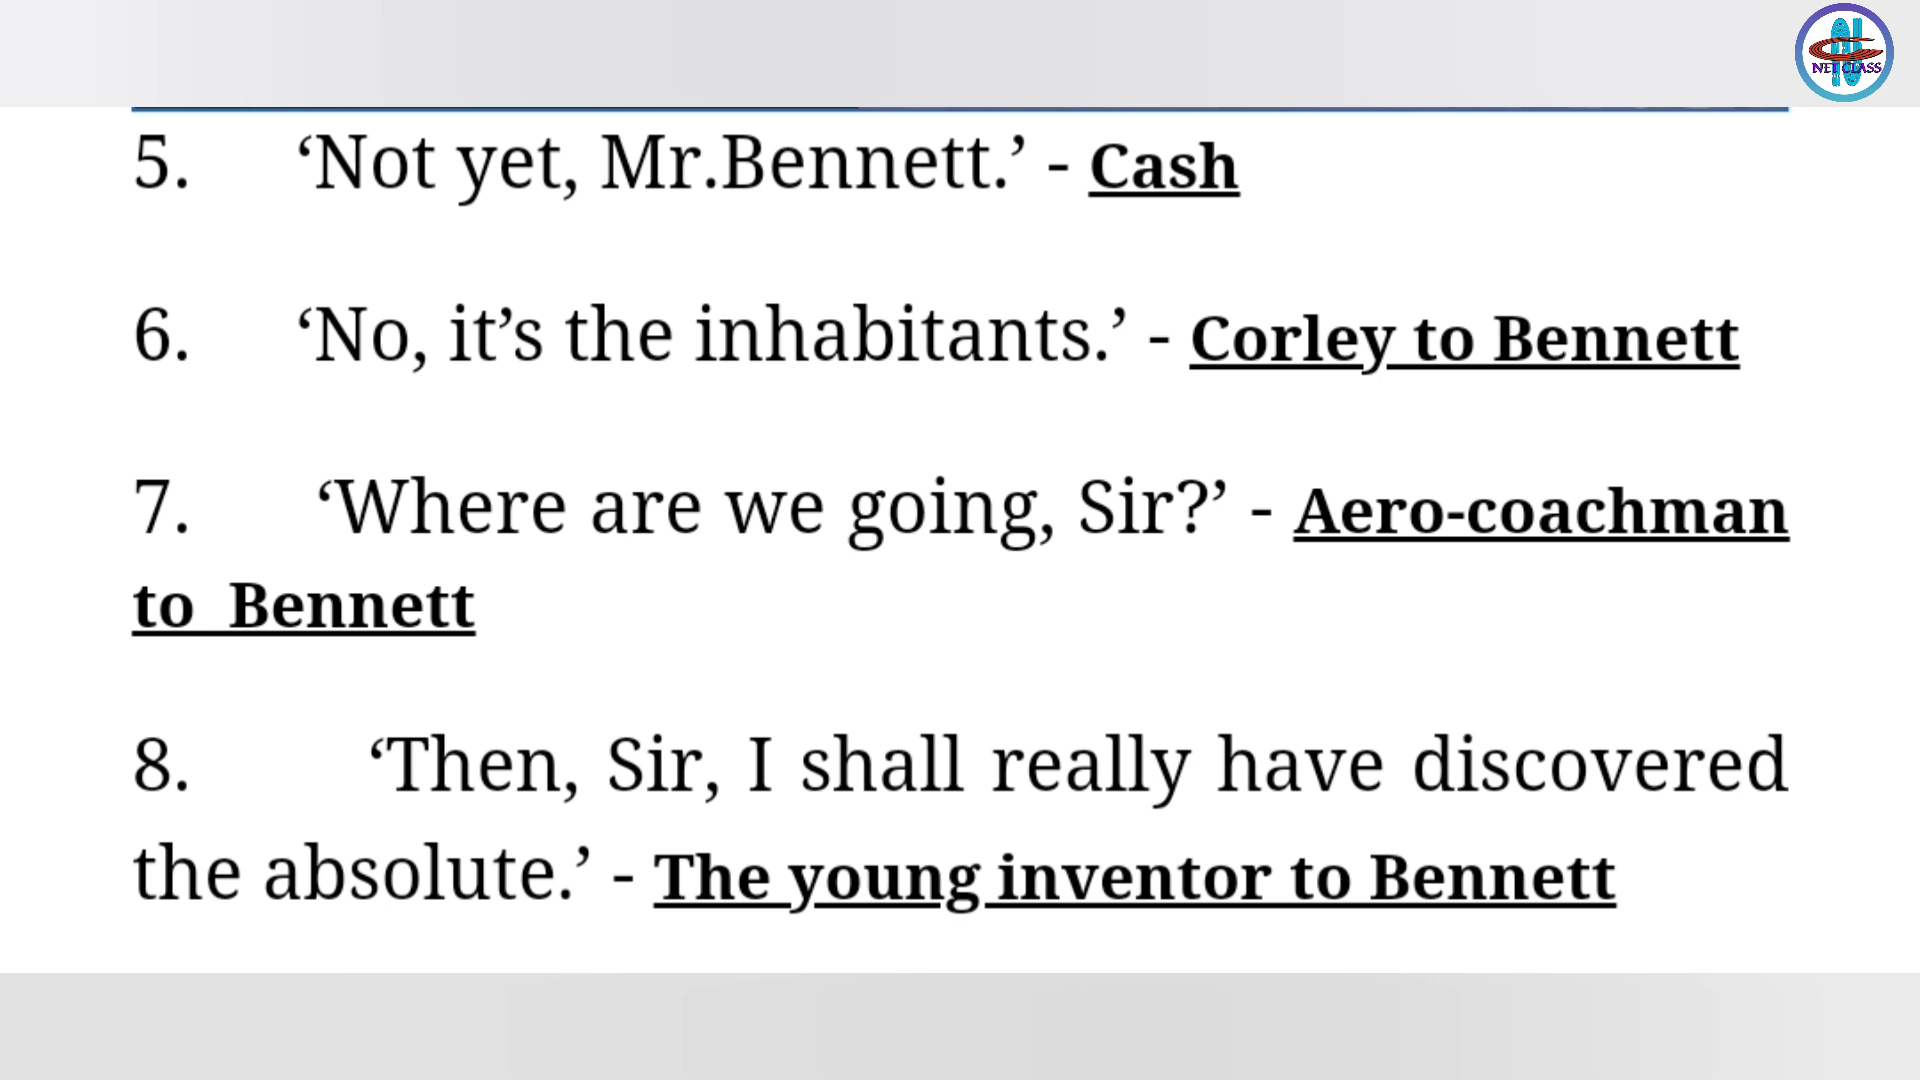 NET CLASS
5. ‘Not yet, Mr.Bennett.’ - Cash
6. ‘No, it’s the inhabitants.’ - Corley to Bennett
7. ‘Where are we going, Sir?’ - Aero-coachman
to Bennett
8. ‘Then, Sir, I shall really have discovered
the absolute.’ - The young inventor to Bennett